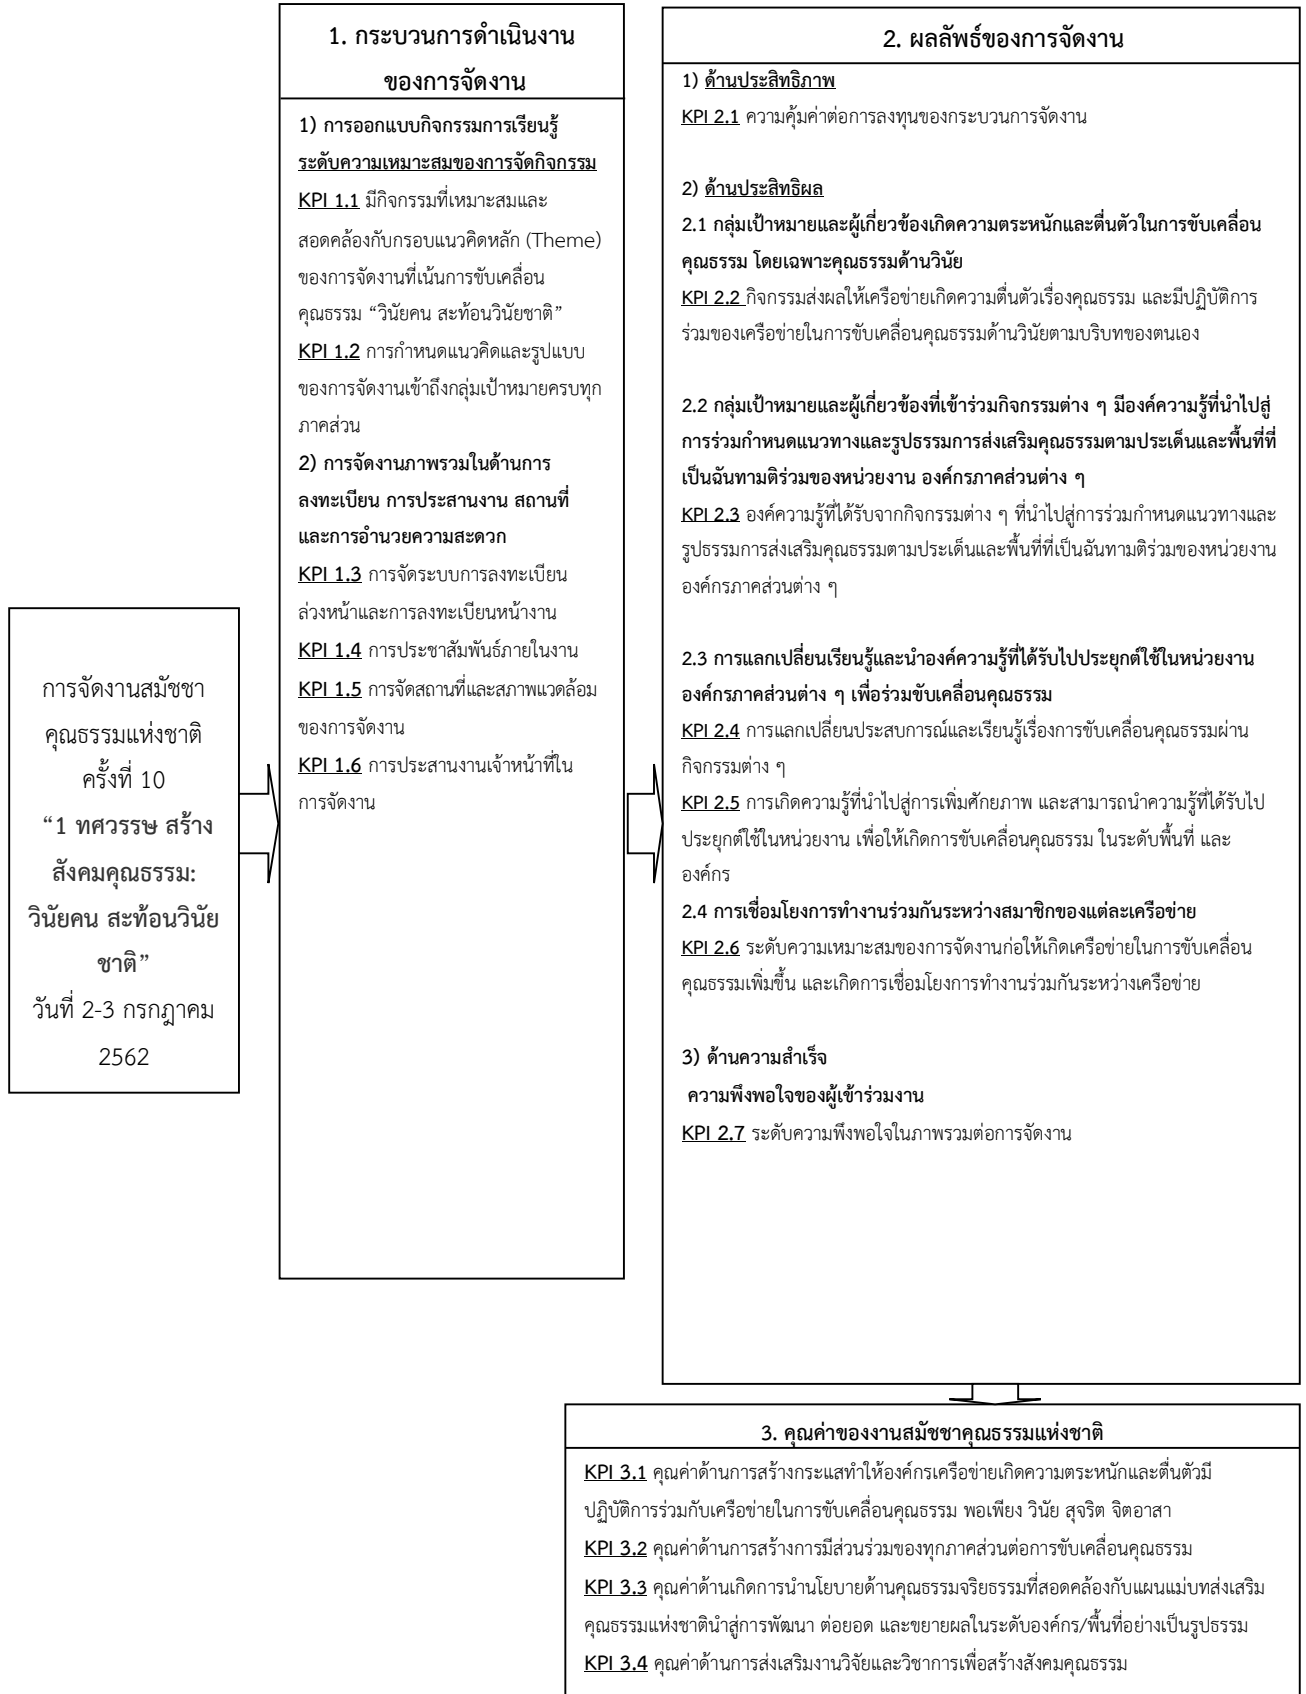 การจัดงานสมัชชา
คุณธรรมแห่งชาติ
ครั้งที่ 10
“1 ทศวรรษ สร้าง
สังคมคุณธรรม:
วินัยคน สะท้อนวินัย
ชาติ”
วันที่ 2-3 กรกฎาคม
2562
1. กระบวนการดำเนินงาน
ของการจัดงาน
1) การออกแบบกิจกรรมการเรียนรู้
ระดับความเหมาะสมของการจัดกิจกรรม
KPI 1.1 มีกิจกรรมที่เหมาะสมและ
สอดคล้องกับกรอบแนวคิดหลัก (Theme)
ของการจัดงานที่เน้นการขับเคลื่อน
คุณธรรม “วินัยคน สะท้อนวินัยชาติ”
KPI 1.2 การกำหนดแนวคิดและรูปแบบ
ของการจัดงานเข้าถึงกลุ่มเป้าหมายครบทุก
ภาคส่วน
2) การจัดงานภาพรวมในด้านการ
ลงทะเบียน การประสานงาน สถานที่
และการอำนวยความสะดวก
KPI 1.3 การจัดระบบการลงทะเบียน
ล่วงหน้าและการลงทะเบียนหน้างาน
KPI 1.4 การประชาสัมพันธ์ภายในงาน
KPI 1.5 การจัดสถานที่และสภาพแวดล้อม
ของการจัดงาน
KPI 1.6 การประสานงานเจ้าหน้าที่ใน
การจัดงาน
2. ผลลัพธ์ของการจัดงาน
1) ด้านประสิทธิภาพ
KPI 2.1 ความคุ้มค่าต่อการลงทุนของกระบวนการจัดงาน
2) ด้านประสิทธิผล
2.1 กลุ่มเป้าหมายและผู้เกี่ยวข้องเกิดความตระหนักและตื่นตัวในการขับเคลื่อน
คุณธรรม โดยเฉพาะคุณธรรมด้านวินัย
KPI 2.2 กิจกรรมส่งผลให้เครือข่ายเกิดความตื่นตัวเรื่องคุณธรรม และมีปฏิบัติการ
ร่วมของเครือข่ายในการขับเคลื่อนคุณธรรมด้านวินัยตามบริบทของตนเอง
2.2 กลุ่มเป้าหมายและผู้เกี่ยวข้องที่เข้าร่วมกิจกรรมต่าง ๆ มีองค์ความรู้ที่นำไปสู่
การร่วมกำหนดแนวทางและรูปธรรมการส่งเสริมคุณธรรมตามประเด็นและพื้นที่ที่
เป็นฉันทามติร่วมของหน่วยงาน องค์กรภาคส่วนต่าง ๆ
KPI 2.3 องค์ความรู้ที่ได้รับจากกิจกรรมต่าง ๆ ที่นำไปสู่การร่วมกำหนดแนวทางและ
รูปธรรมการส่งเสริมคุณธรรมตามประเด็นและพื้นที่ที่เป็นฉันทามติร่วมของหน่วยงาน
องค์กรภาคส่วนต่าง ๆ
2.3 การแลกเปลี่ยนเรียนรู้และนำองค์ความรู้ที่ได้รับไปประยุกต์ใช้ในหน่วยงาน
องค์กรภาคส่วนต่าง ๆ เพื่อร่วมขับเคลื่อนคุณธรรม
KPI 2.4 การแลกเปลี่ยนประสบการณ์และเรียนรู้เรื่องการขับเคลื่อนคุณธรรมผ่าน
กิจกรรมต่าง ๆ
KPI 2.5 การเกิดความรู้ที่นำไปสู่การเพิ่มศักยภาพ และสามารถนำความรู้ที่ได้รับไป
ประยุกต์ใช้ในหน่วยงาน เพื่อให้เกิดการขับเคลื่อนคุณธรรม ในระดับพื้นที่ และ
องค์กร
2.4 การเชื่อมโยงการทำงานร่วมกันระหว่างสมาชิกของแต่ละเครือข่าย
KPI 2.6 ระดับความเหมาะสมของการจัดงานก่อให้เกิดเครือข่ายในการขับเคลื่อน
คุณธรรมเพิ่มขึ้น และเกิดการเชื่อมโยงการทำงานร่วมกันระหว่างเครือข่าย
3) ด้านความสำเร็จ
ความพึงพอใจของผู้เข้าร่วมงาน
KPI 2.7 ระดับความพึงพอใจในภาพรวมต่อการจัดงาน
3. คุณค่าของงานสมัชชาคุณธรรมแห่งชาติ
KPI 3.1 คุณค่าด้านการสร้างกระแสทำให้องค์กรเครือข่ายเกิดความตระหนักและตื่นตัวมี
ปฏิบัติการร่วมกับเครือข่ายในการขับเคลื่อนคุณธรรม พอเพียง วินัย สุจริต จิตอาสา
KPI 3.2 คุณค่าด้านการสร้างการมีส่วนร่วมของทุกภาคส่วนต่อการขับเคลื่อนคุณธรรม
KPI 3.3 คุณค่าด้านเกิดการนำนโยบายด้านคุณธรรมจริยธรรมที่สอดคล้องกับแผนแม่บทส่งเสริม
คุณธรรมแห่งชาตินำสู่การพัฒนา ต่อยอด และขยายผลในระดับองค์กร/พื้นที่อย่างเป็นรูปธรรม
KPI 3.4 คุณค่าด้านการส่งเสริมงานวิจัยและวิชาการเพื่อสร้างสังคมคุณธรรม